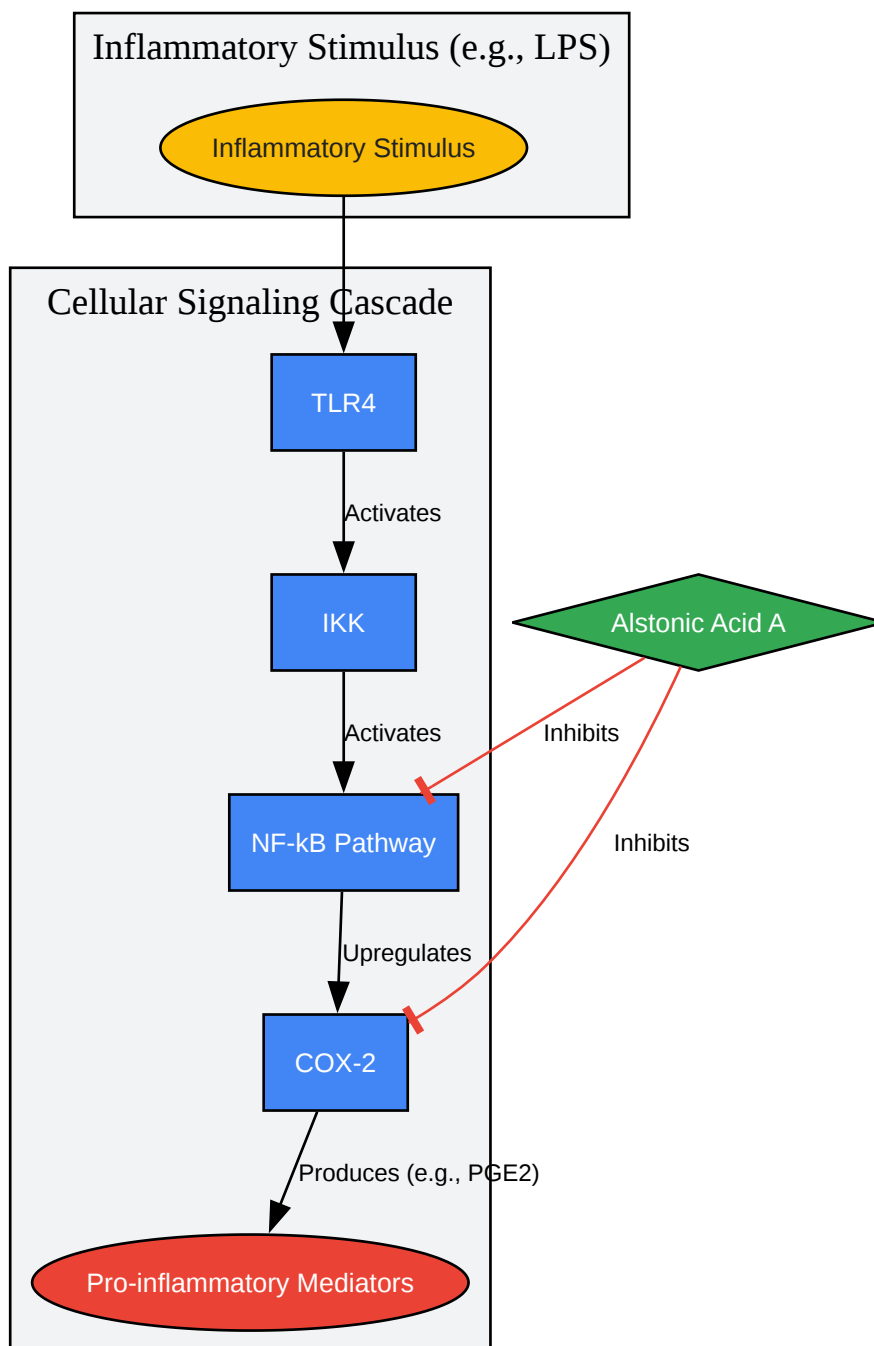 Inflammatory Stimulus (e.g., LPS)
Inflammatory Stimulus
Cellular Signaling Cascade
TLR4
Activates
IKK
Alstonic Acid A
Activates
Inhibits
NF-kB Pathway
Inhibits
Upregulates
COX-2
Produces (e.g., PGE2)
Pro-inflammatory Mediators